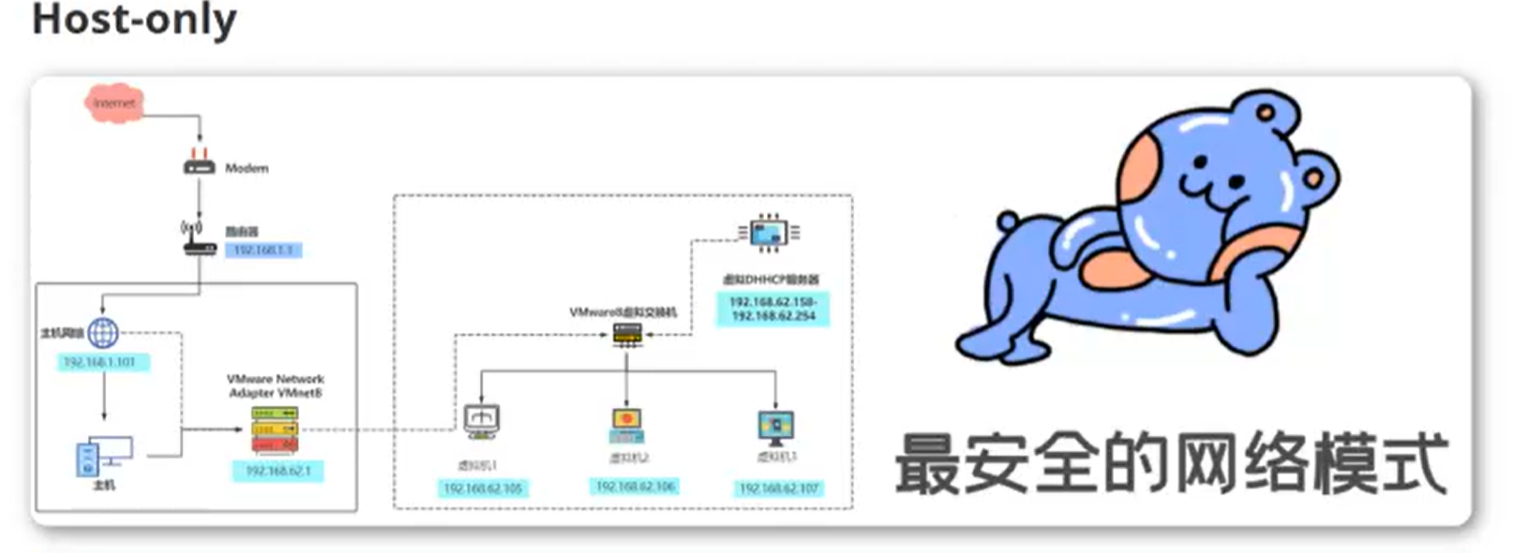 Host-only
Internet
Modem
路由器
192.168.1.1
主机网络
192.168.1.101
VMware Network
Adapter VMnet8
192.168.62.1
主机
虚拟DHHCP服务器
192.168.62.158-
192.168.62.254
VMware8虚拟交换机
虚拟机1
192.168.62.105
虚拟机2
192.168.62.106
虚拟机3
192.168.62.107
最安全的网络模式